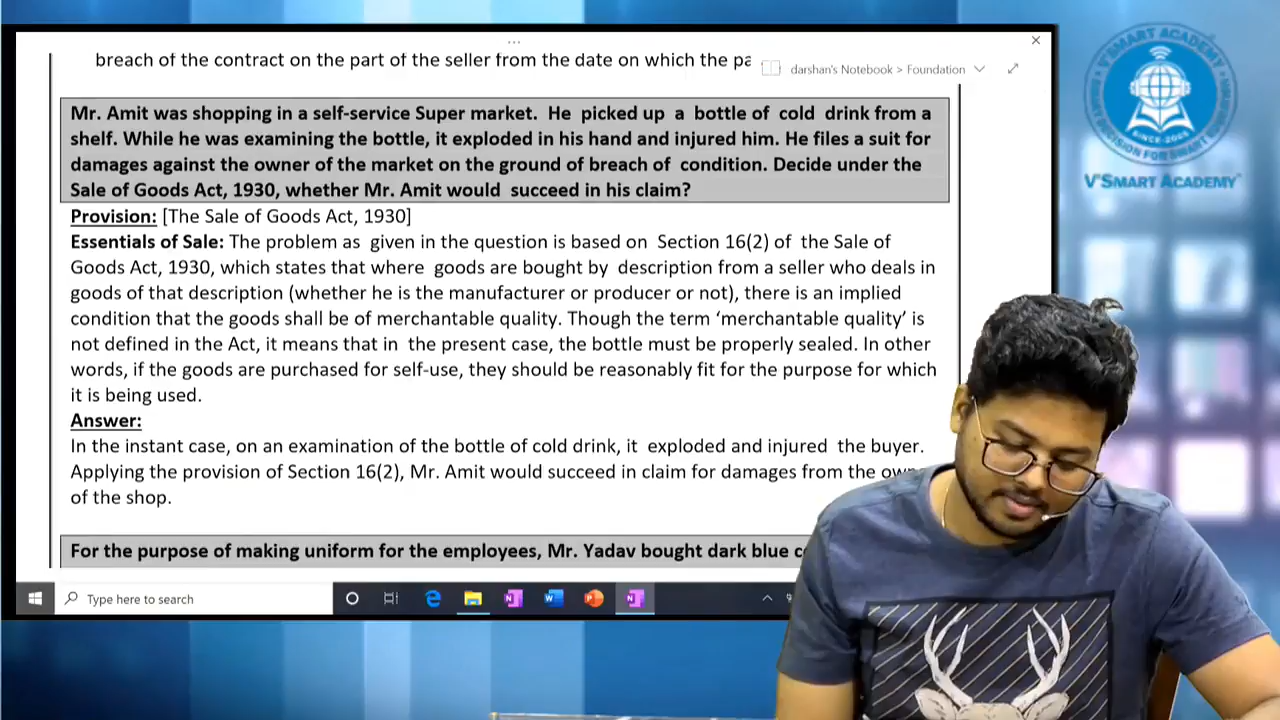 breach of the contract on the part of the seller from the date on which the pa
darshan's Notebook > Foundation
Mr. Amit was shopping in a self-service Super market. He picked up a bottle of cold drink from a
shelf. While he was examining the bottle, it exploded in his hand and injured him. He files a suit for
damages against the owner of the market on the ground of breach of condition. Decide under the
Sale of Goods Act, 1930, whether Mr. Amit would succeed in his claim?
Provision: [The Sale of Goods Act, 1930]
Essentials of Sale: The problem as given in the question is based on Section 16(2) of the Sale of
Goods Act, 1930, which states that where goods are bought by description from a seller who deals in
goods of that description (whether he is the manufacturer or producer or not), there is an implied
condition that the goods shall be of merchantable quality. Though the term ‘merchantable quality’ is
not defined in the Act, it means that in the present case, the bottle must be properly sealed. In other
words, if the goods are purchased for self-use, they should be reasonably fit for the purpose for which
it is being used.
Answer:
In the instant case, on an examination of the bottle of cold drink, it exploded and injured the buyer.
Applying the provision of Section 16(2), Mr. Amit would succeed in claim for damages from the ow
of the shop.
For the purpose of making uniform for the employees, Mr. Yadav bought dark blue c
Type here to search
V'SMART ACADEMY
SINCE-2005
V'SMART ACADEMY